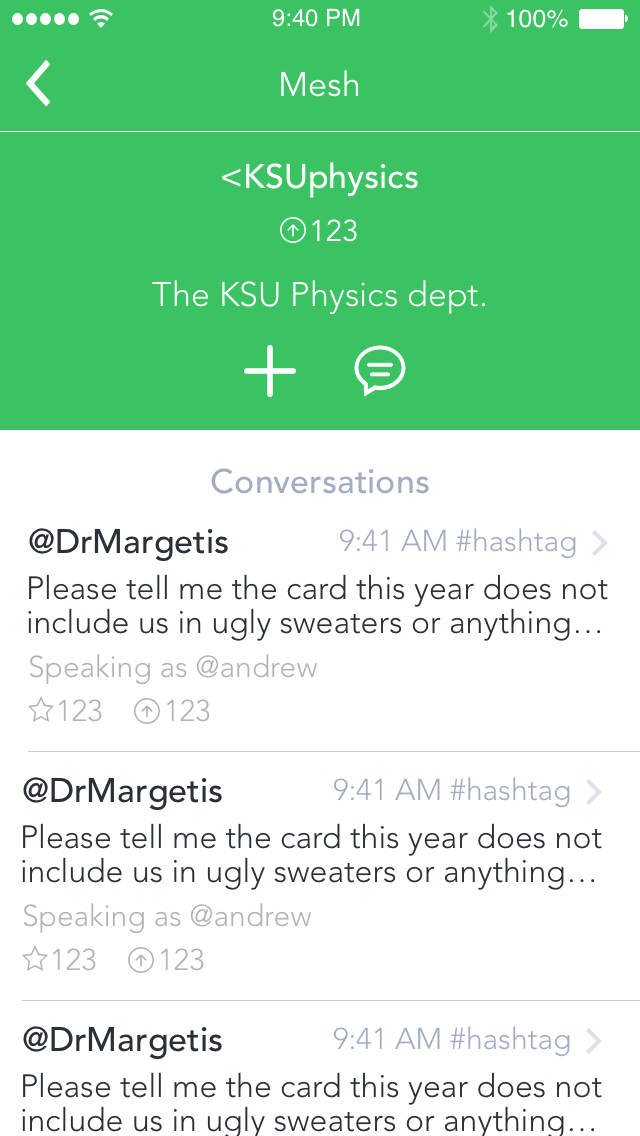 9:40 PM 100%
Mesh
<KSUphysics
123
The KSU Physics dept.
Conversations
@DrMargetis 9:41 AM #hashtag
Please tell me the card this year does not
include us in ugly sweaters or anything…
Speaking as @andrew
123 123
@DrMargetis 9:41 AM #hashtag
Please tell me the card this year does not
include us in ugly sweaters or anything…
Speaking as @andrew
123 123
@DrMargetis 9:41 AM #hashtag
Please tell me the card this year does not
include us in ugly sweaters or anything…